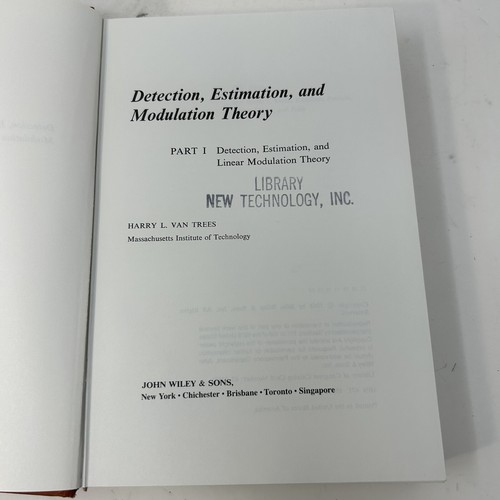 Detection, Estimation, and
Modulation Theory
PART I Detection, Estimation, and
Linear Modulation Theory
LIBRARY
NEW TECHNOLOGY, INC.
HARRY L. VAN TREES
Massachusetts Institute of Technology
JOHN WILEY & SONS,
New York • Chichester • Brisbane • Toronto • Singapore